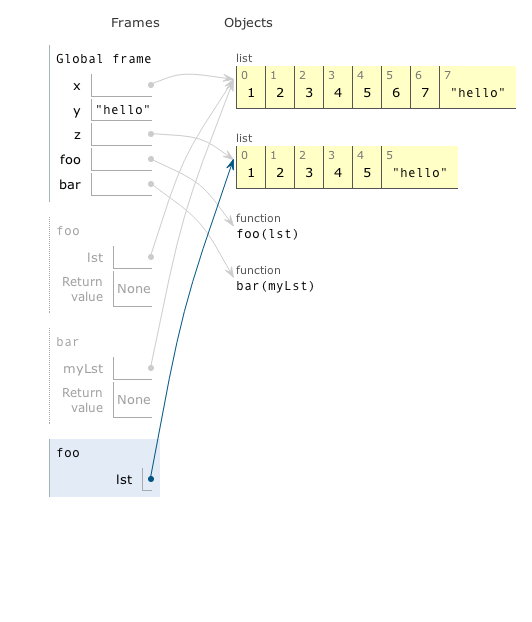 Frames Objects
Global frame
x
y "hello"
z
foo
bar
foo
lst
Return
value None
bar
myLst
Return
value None
foo
lst
list
0 1 2 3 4 5 6 7
1 2 3 4 5 6 7 "hello"
list
0 1 2 3 4 5
1 2 3 4 5 "hello"
function
foo(lst)
function
bar(myLst)